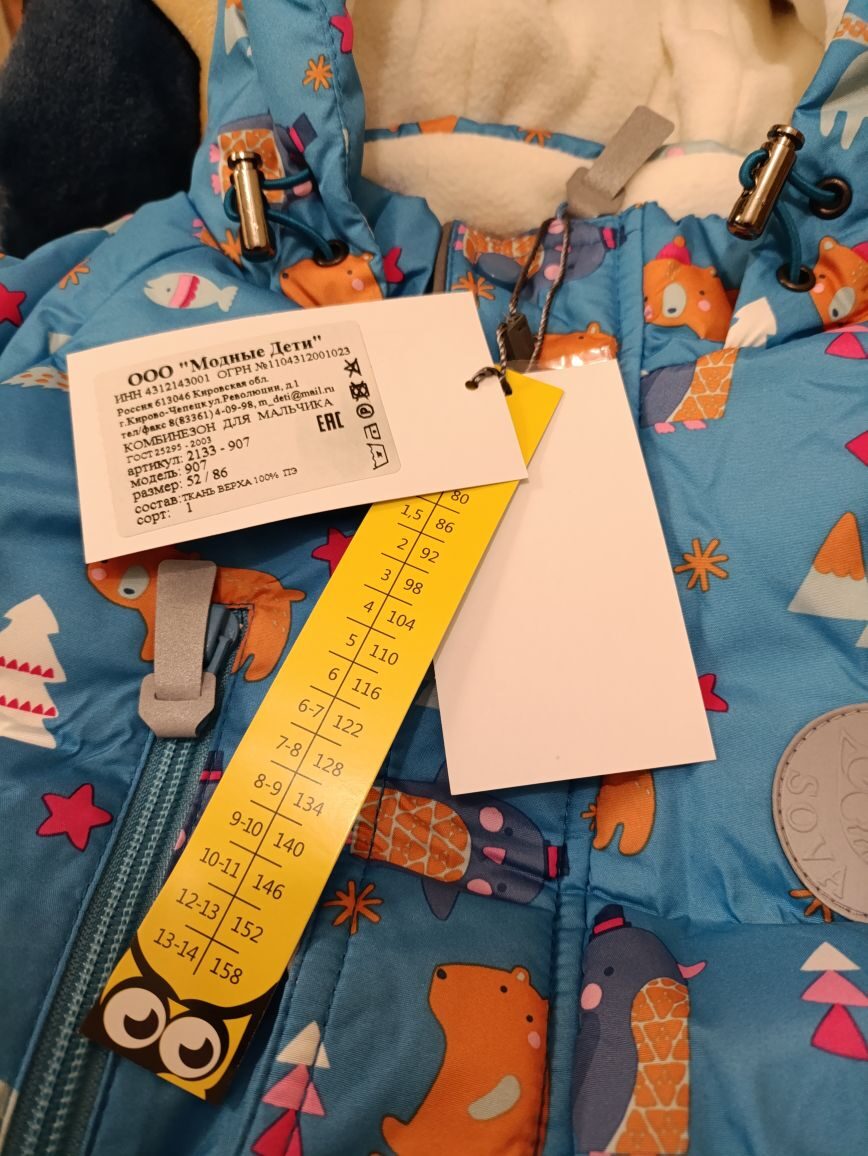 ООО "Модные Дети"
ИНН 4312143001 ОГРН №1104312001023
Россия 613046 Кировская обл.
г.Кирово-Чепецк ул.Революции, д.1
тел/факс 8(83361) 4-09-98, m_deti@mail.ru
КОМБИНЕЗОН ДЛЯ МАЛЬЧИКА
ГОСТ 25295 - 2003
EAC
артикул: 2133 - 907
модель: 907
размер: 52 / 86
состав: ТКАНЬ ВЕРХА 100% ПЭ
сорт: 1
80
1,5 86
2 92
3 98
4 104
5 110
6 116
6-7 122
7-8 128
8-9 134
9-10 140
10-11 146
12-13 152
13-14 158
SOVA